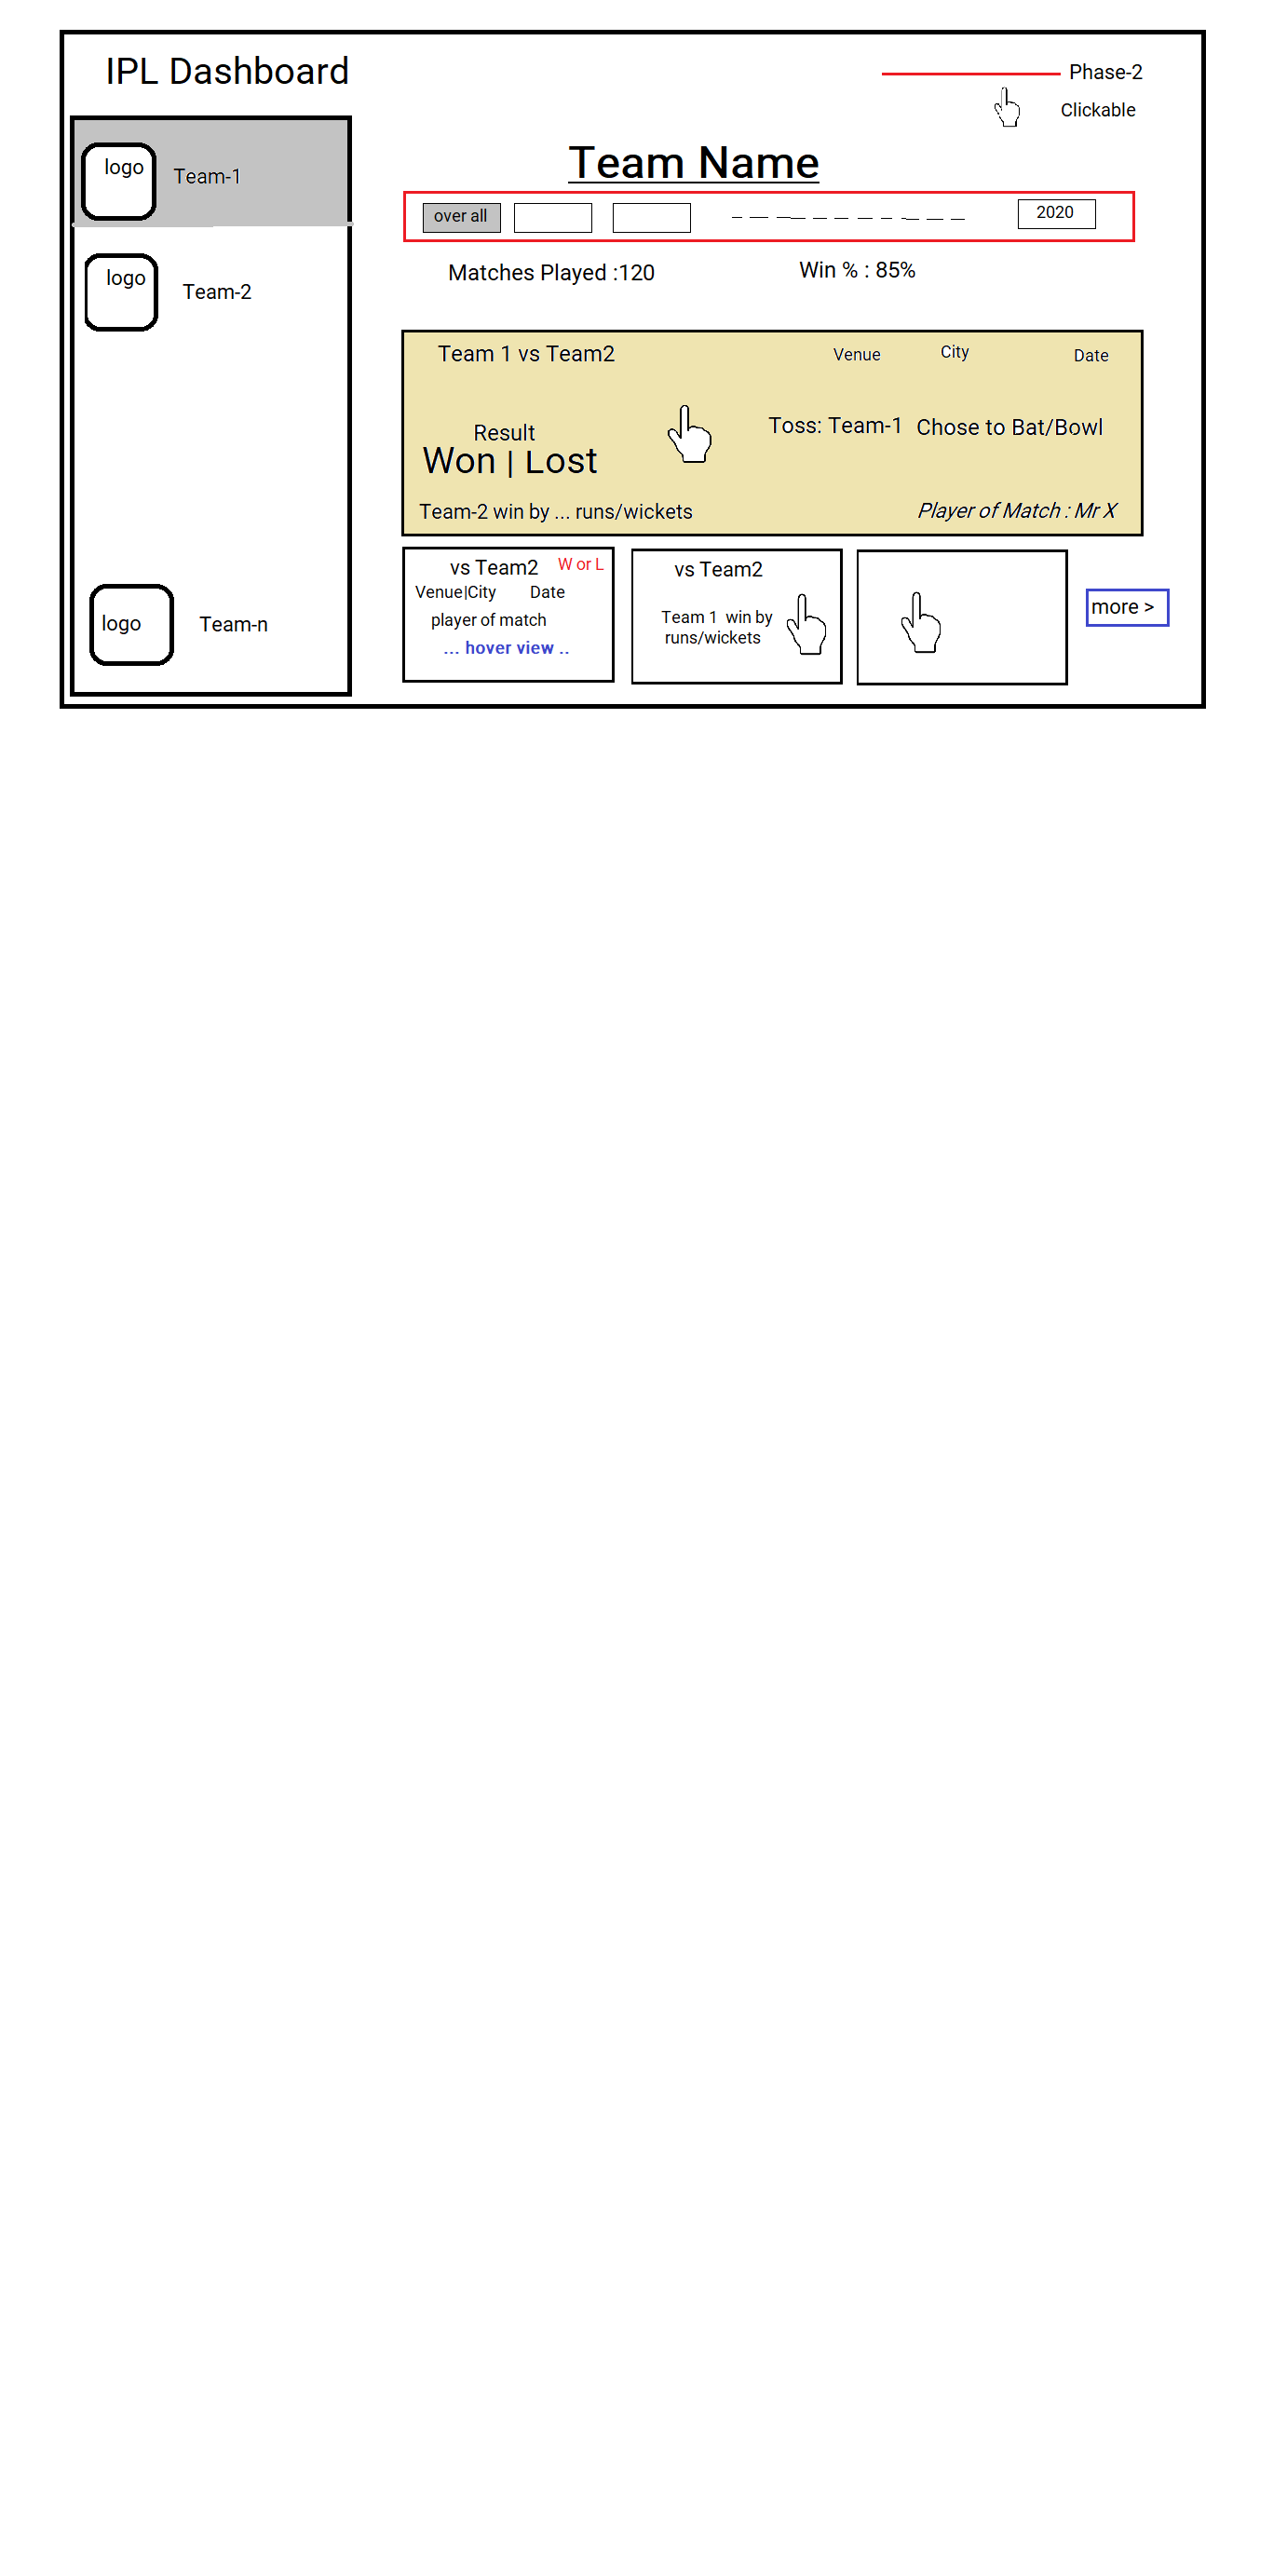 IPL Dashboard
Phase-2
Clickable
logo
Team-1
logo
Team-2
logo
Team-n
Team Name
over all
2020
Matches Played :120
Win % : 85%
Team 1 vs Team2
Venue
City
Date
Result
Won | Lost
Toss: Team-1
Chose to Bat/Bowl
Team-2 win by ... runs/wickets
Player of Match : Mr X
vs Team2
W or L
Venue|City
Date
player of match
... hover view ..
vs Team2
Team 1 win by
runs/wickets
more >